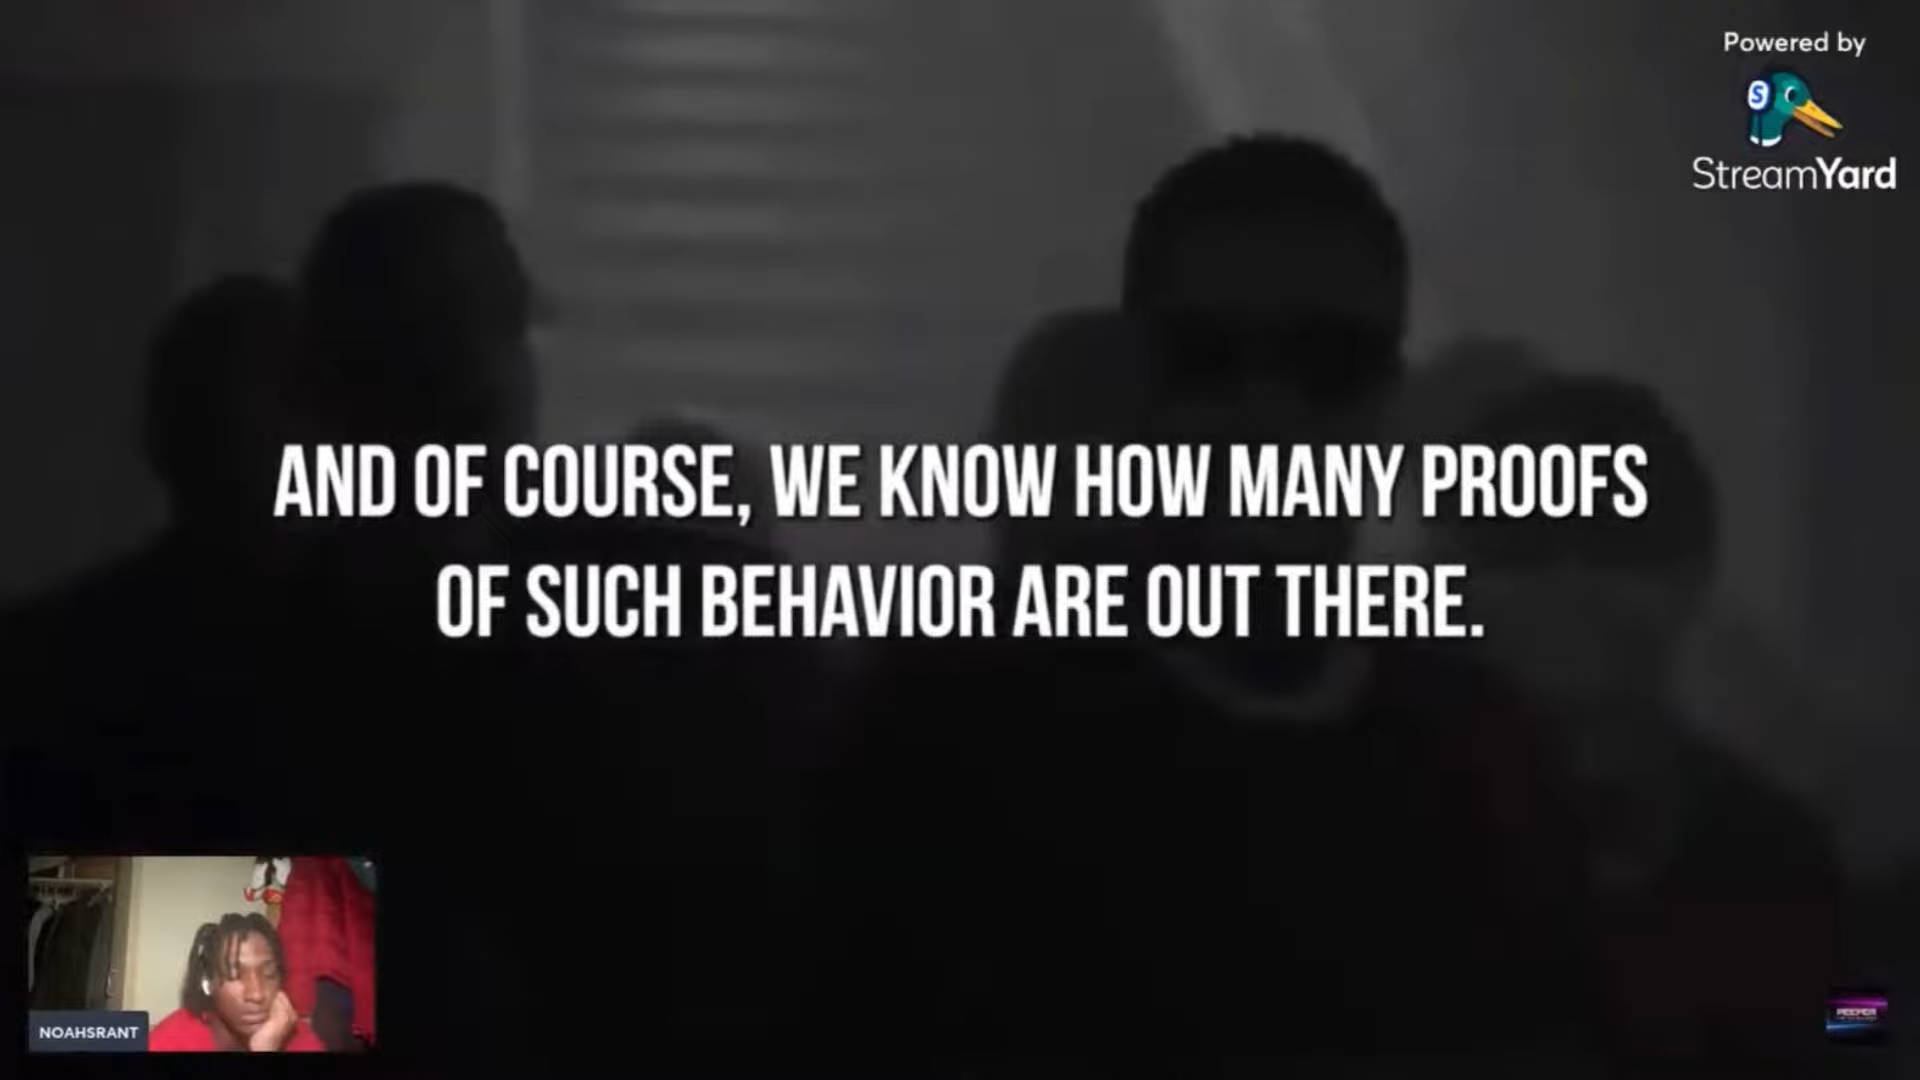 Powered by
S
StreamYard
AND OF COURSE, WE KNOW HOW MANY PROOFS
OF SUCH BEHAVIOR ARE OUT THERE.
NOAHSRANT